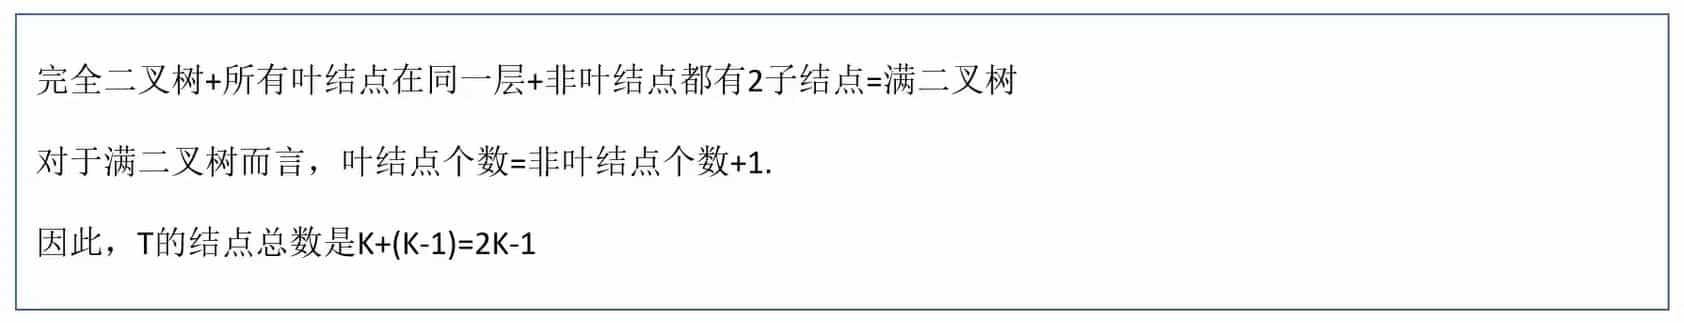 完全二叉树+所有叶结点在同一层+非叶结点都有2子结点=满二叉树
对于满二叉树而言，叶结点个数=非叶结点个数+1.
因此，T的结点总数是K+(K-1)=2K-1